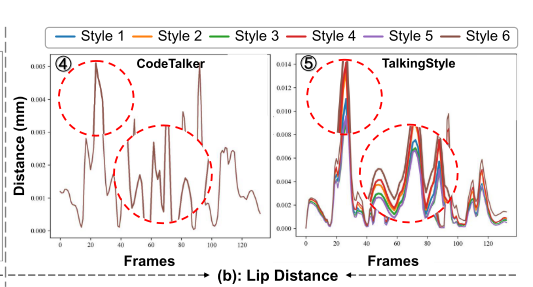 Style 1 Style 2 Style 3 Style 4 Style 5 Style 6
④ CodeTalker
⑤ TalkingStyle
Distance (mm)
0.005
0.004
0.003
0.002
0.001
0.000
0 20 40 60 80 100 120
0.014
0.012
0.010
0.008
0.006
0.004
0.002
0.000
0 20 40 60 80 100 120
Frames Frames
(b): Lip Distance